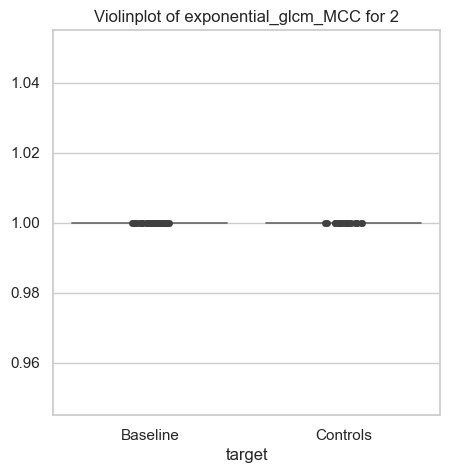 Violinplot of exponential_glcm_MCC for 2
1.04
1.02
1.00
0.98
0.96
Baseline
Controls
target